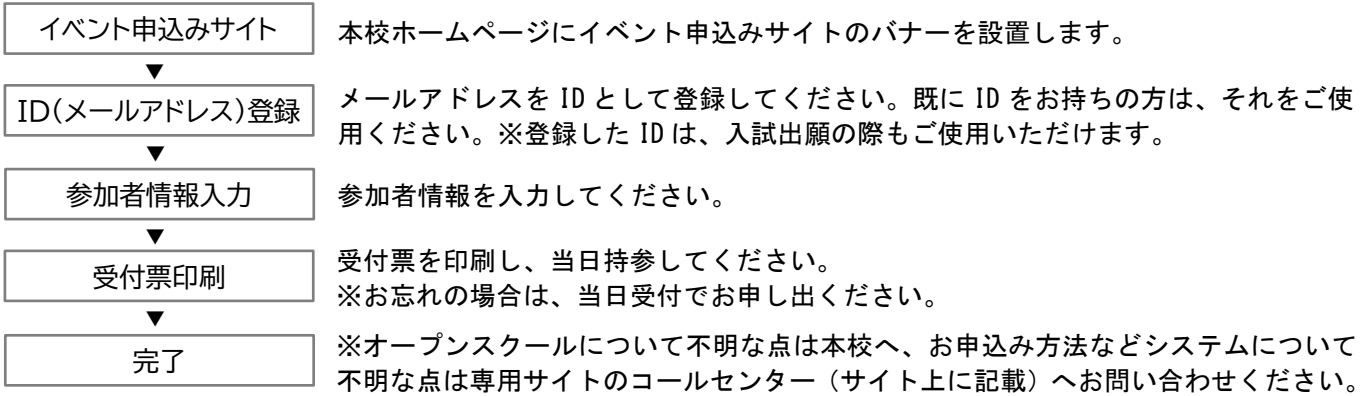 イベント申込みサイト
本校ホームページにイベント申込みサイトのバナーを設置します。
▼
ID(メールアドレス)登録
メールアドレスを ID として登録してください。既に ID をお持ちの方は、それをご使
用ください。※登録した ID は、入試出願の際もご使用いただけます。
▼
参加者情報入力
参加者情報を入力してください。
▼
受付票印刷
受付票を印刷し、当日持参してください。
※お忘れの場合は、当日受付でお申し出ください。
▼
完了
※オープンスクールについて不明な点は本校へ、お申込み方法などシステムについて
不明な点は専用サイトのコールセンター（サイト上に記載）へお問い合わせください。